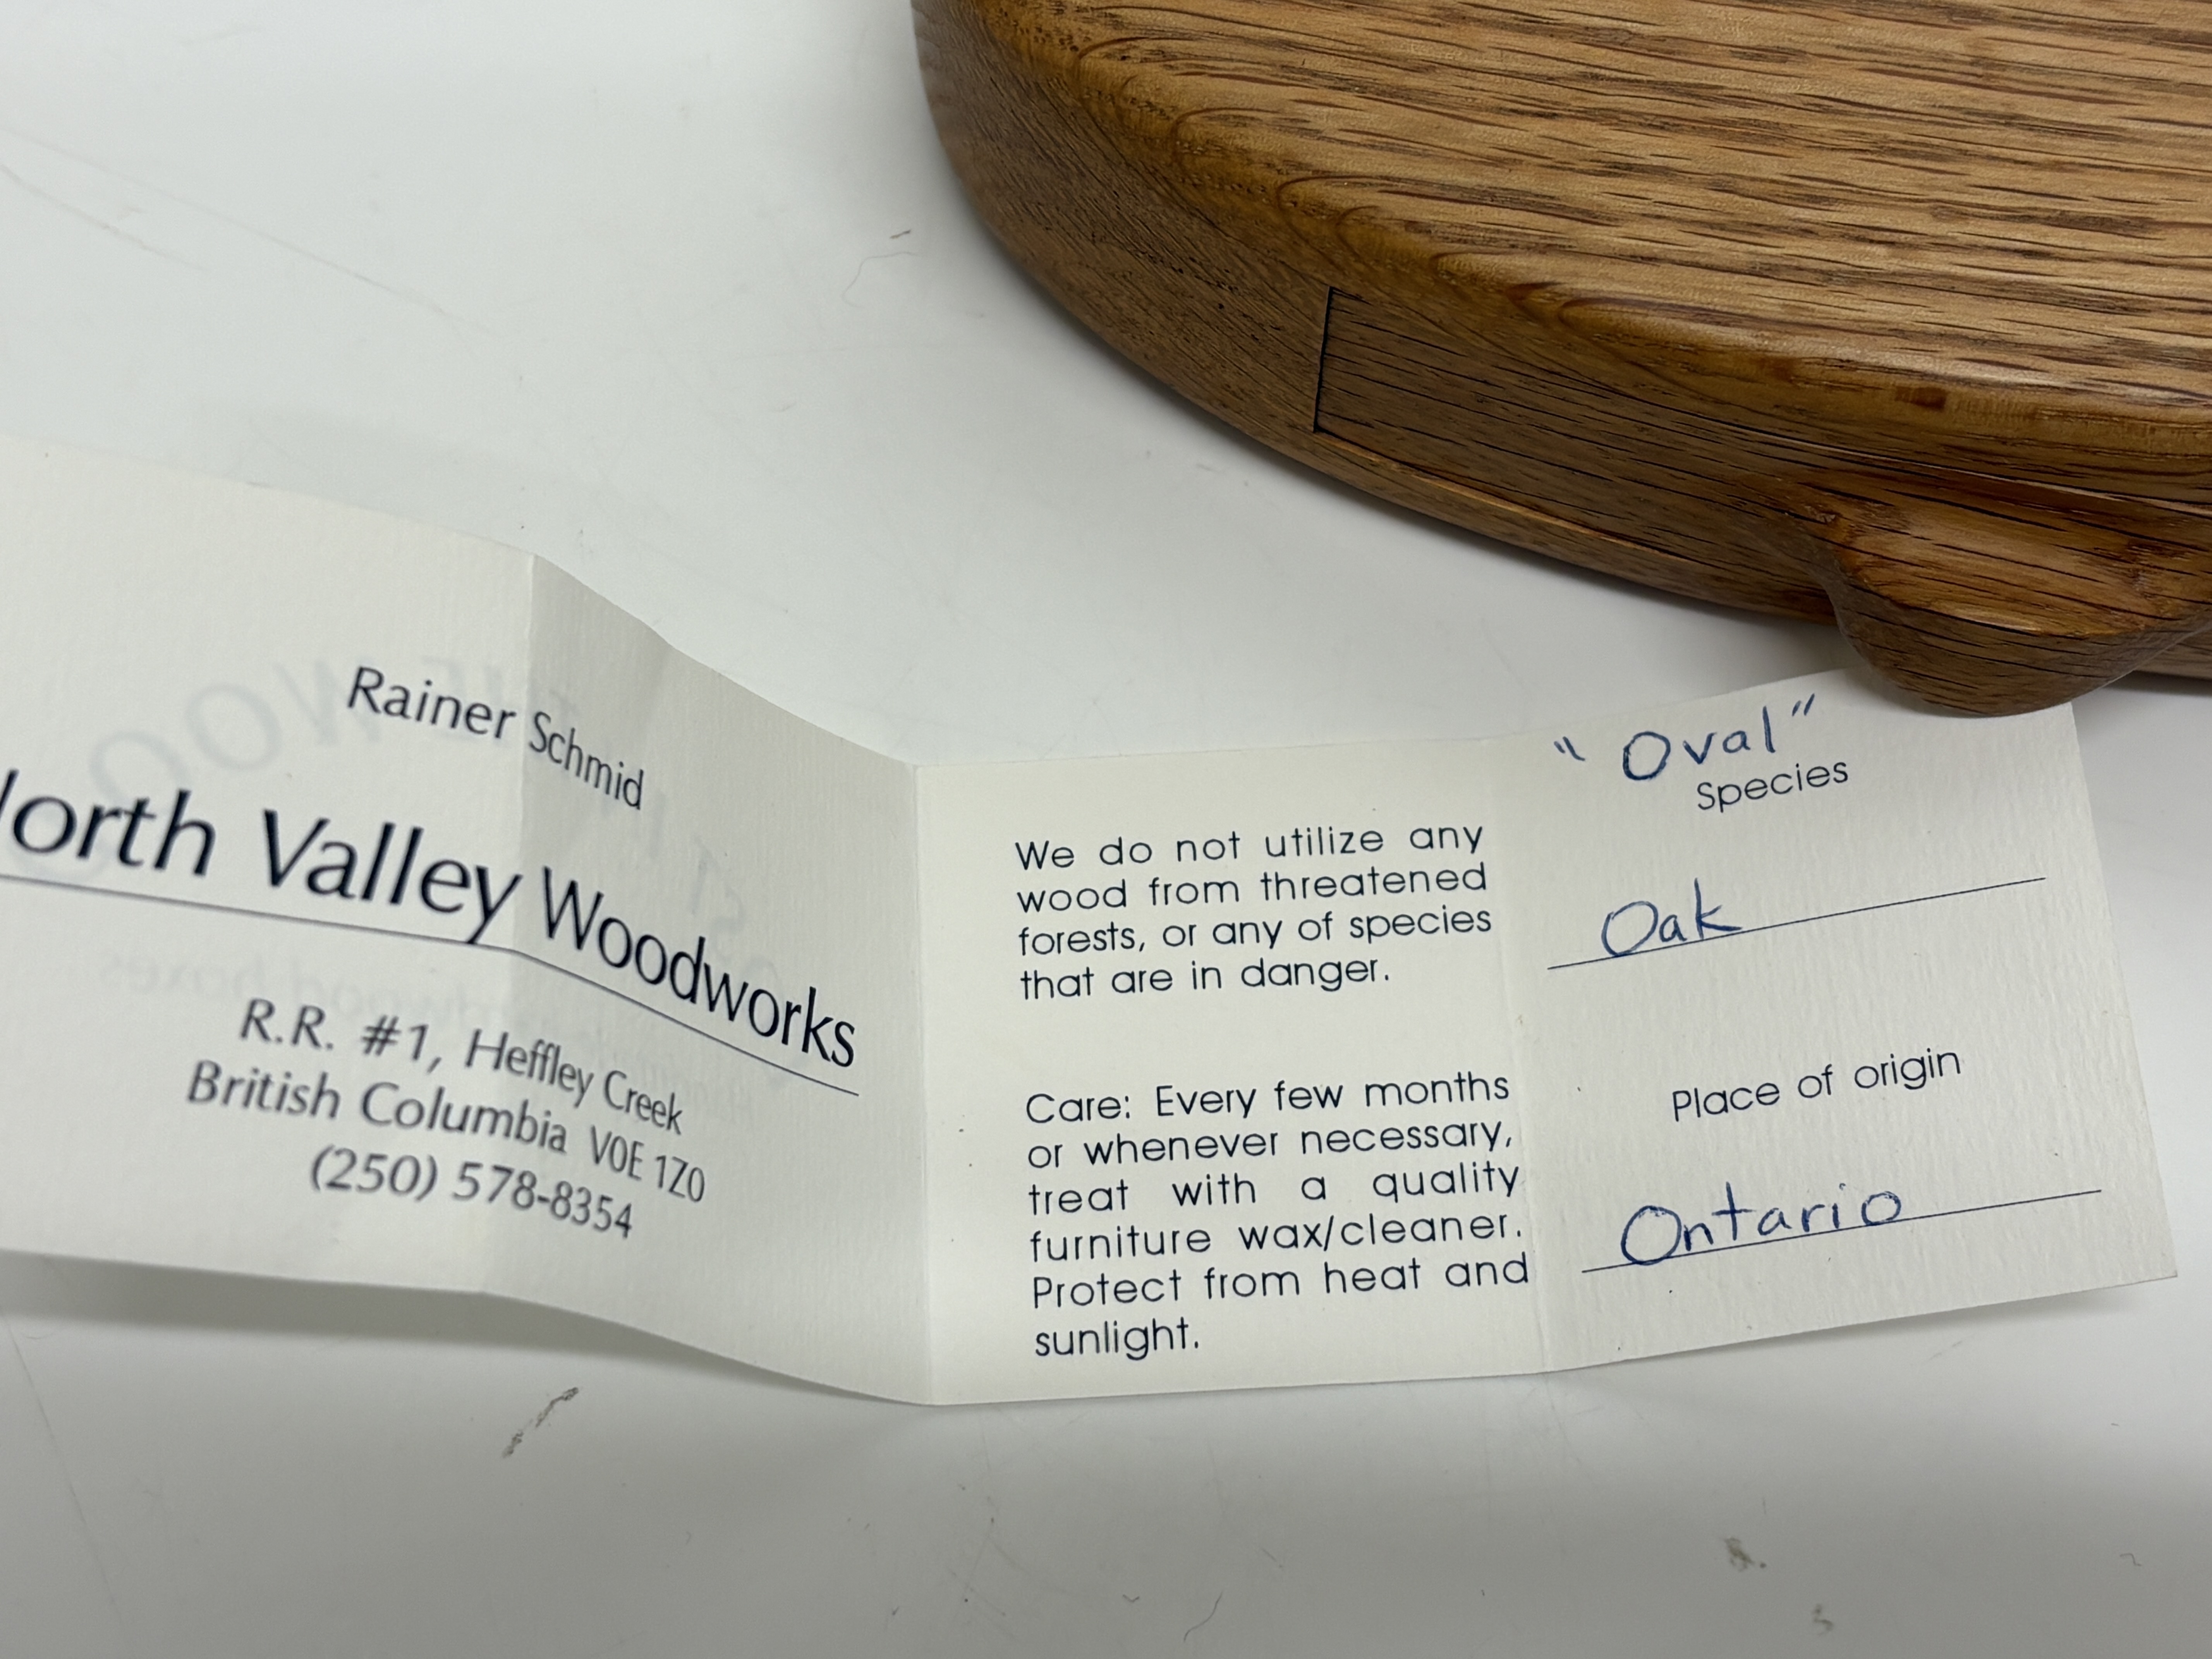 Rainer Schmid
orth Valley Woodworks
R.R. #1, Heffley Creek
British Columbia V0E 1Z0
(250) 578-8354
We do not utilize any
wood from threatened
forests, or any of species
that are in danger.
Care: Every few months
or whenever necessary,
treat with a quality
furniture wax/cleaner.
Protect from heat and
sunlight.
"Oval"
Species
Oak
Place of origin
Ontario